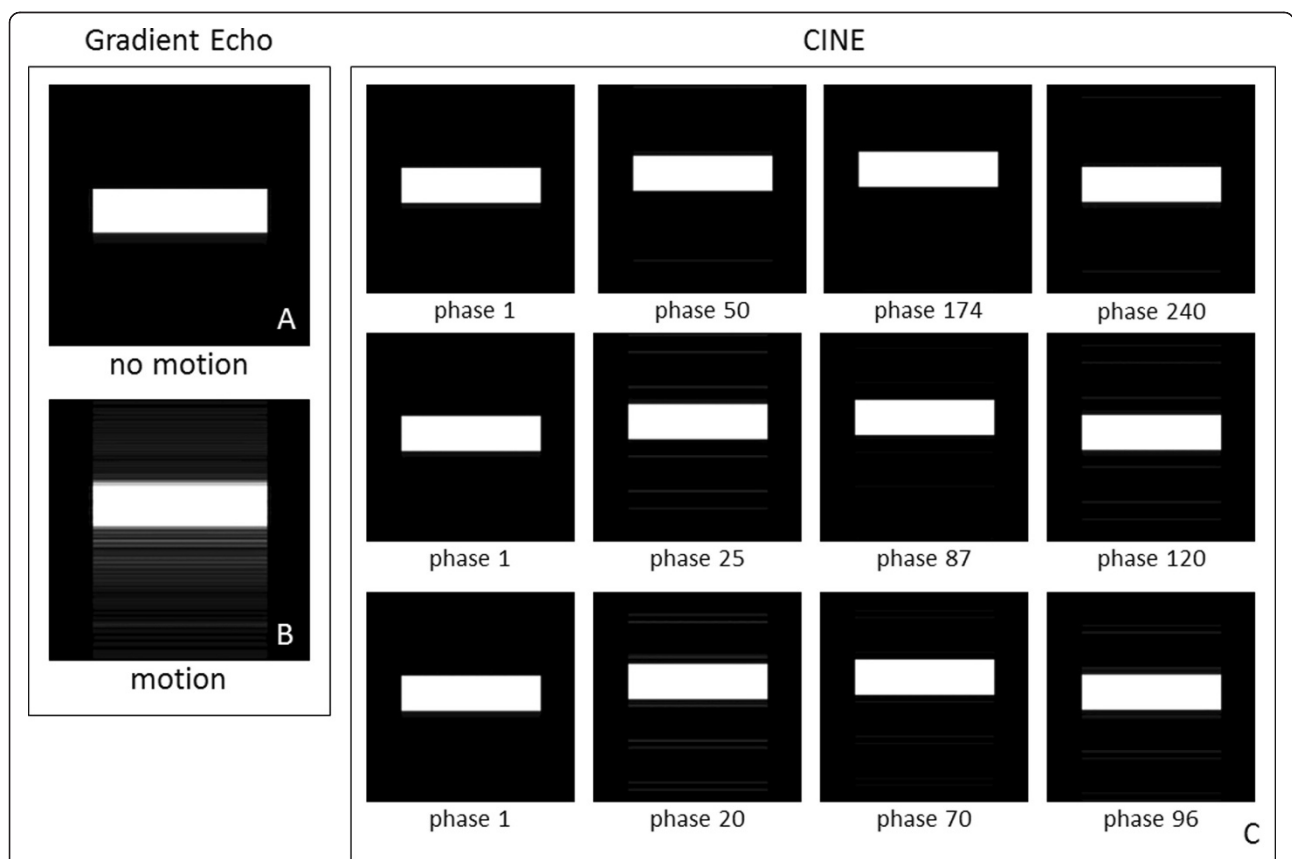 Gradient Echo
CINE
A
no motion
B
motion
phase 1
phase 50
phase 174
phase 240
phase 1
phase 25
phase 87
phase 120
phase 1
phase 20
phase 70
phase 96
C